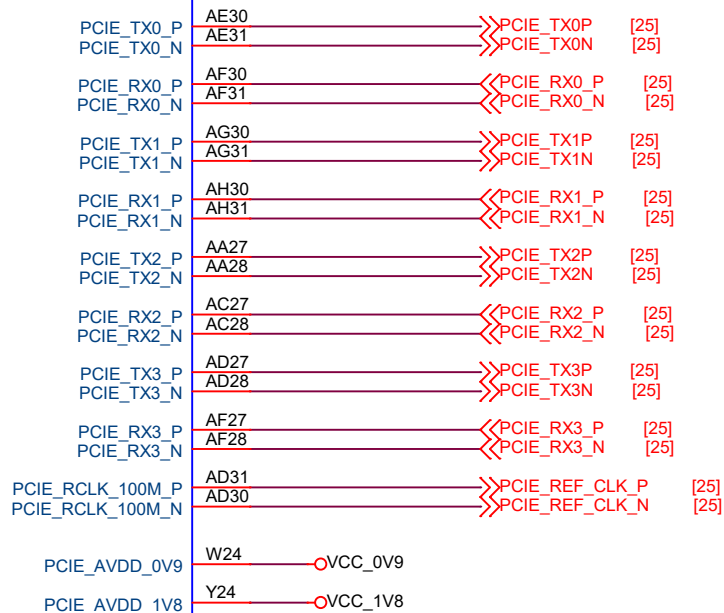 PCIE_TX0_P AE30 PCIE_TX0P [25]
PCIE_TX0_N AE31 PCIE_TX0N [25]
PCIE_RX0_P AF30 PCIE_RX0_P [25]
PCIE_RX0_N AF31 PCIE_RX0_N [25]
PCIE_TX1_P AG30 PCIE_TX1P [25]
PCIE_TX1_N AG31 PCIE_TX1N [25]
PCIE_RX1_P AH30 PCIE_RX1_P [25]
PCIE_RX1_N AH31 PCIE_RX1_N [25]
PCIE_TX2_P AA27 PCIE_TX2P [25]
PCIE_TX2_N AA28 PCIE_TX2N [25]
PCIE_RX2_P AC27 PCIE_RX2_P [25]
PCIE_RX2_N AC28 PCIE_RX2_N [25]
PCIE_TX3_P AD27 PCIE_TX3P [25]
PCIE_TX3_N AD28 PCIE_TX3N [25]
PCIE_RX3_P AF27 PCIE_RX3_P [25]
PCIE_RX3_N AF28 PCIE_RX3_N [25]
PCIE_RCLK_100M_P AD31 PCIE_REF_CLK_P [25]
PCIE_RCLK_100M_N AD30 PCIE_REF_CLK_N [25]
PCIE_AVDD_0V9 W24 VCC_0V9
PCIE_AVDD_1V8 Y24 VCC_1V8